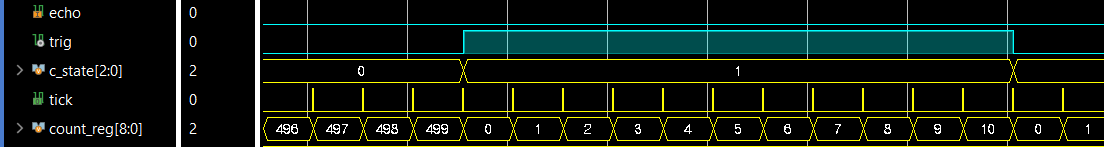 echo 0
trig 0
c_state[2:0] 2 0 1
tick 0
count_reg[8:0] 2 496 497 498 499 0 1 2 3 4 5 6 7 8 9 10 0 1